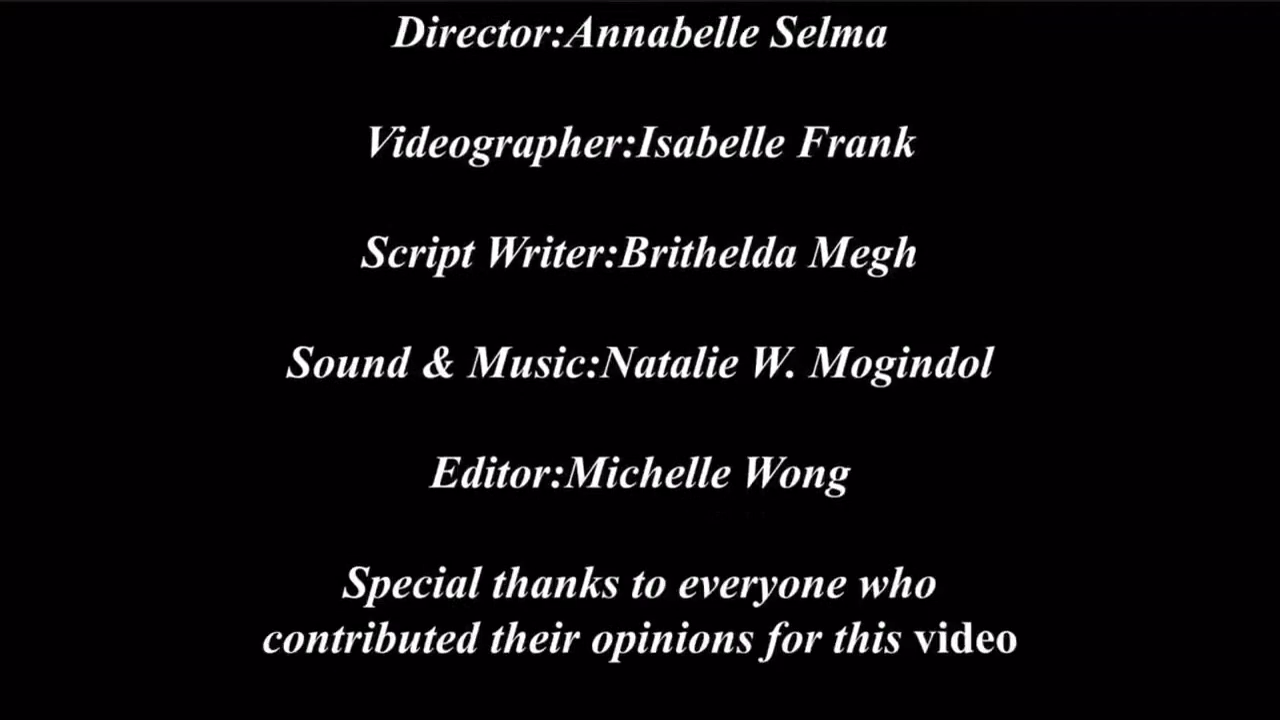 Director:Annabelle Selma
Videographer:Isabelle Frank
Script Writer:Brithelda Megh
Sound & Music:Natalie W. Mogindol
Editor:Michelle Wong
Special thanks to everyone who
contributed their opinions for this video